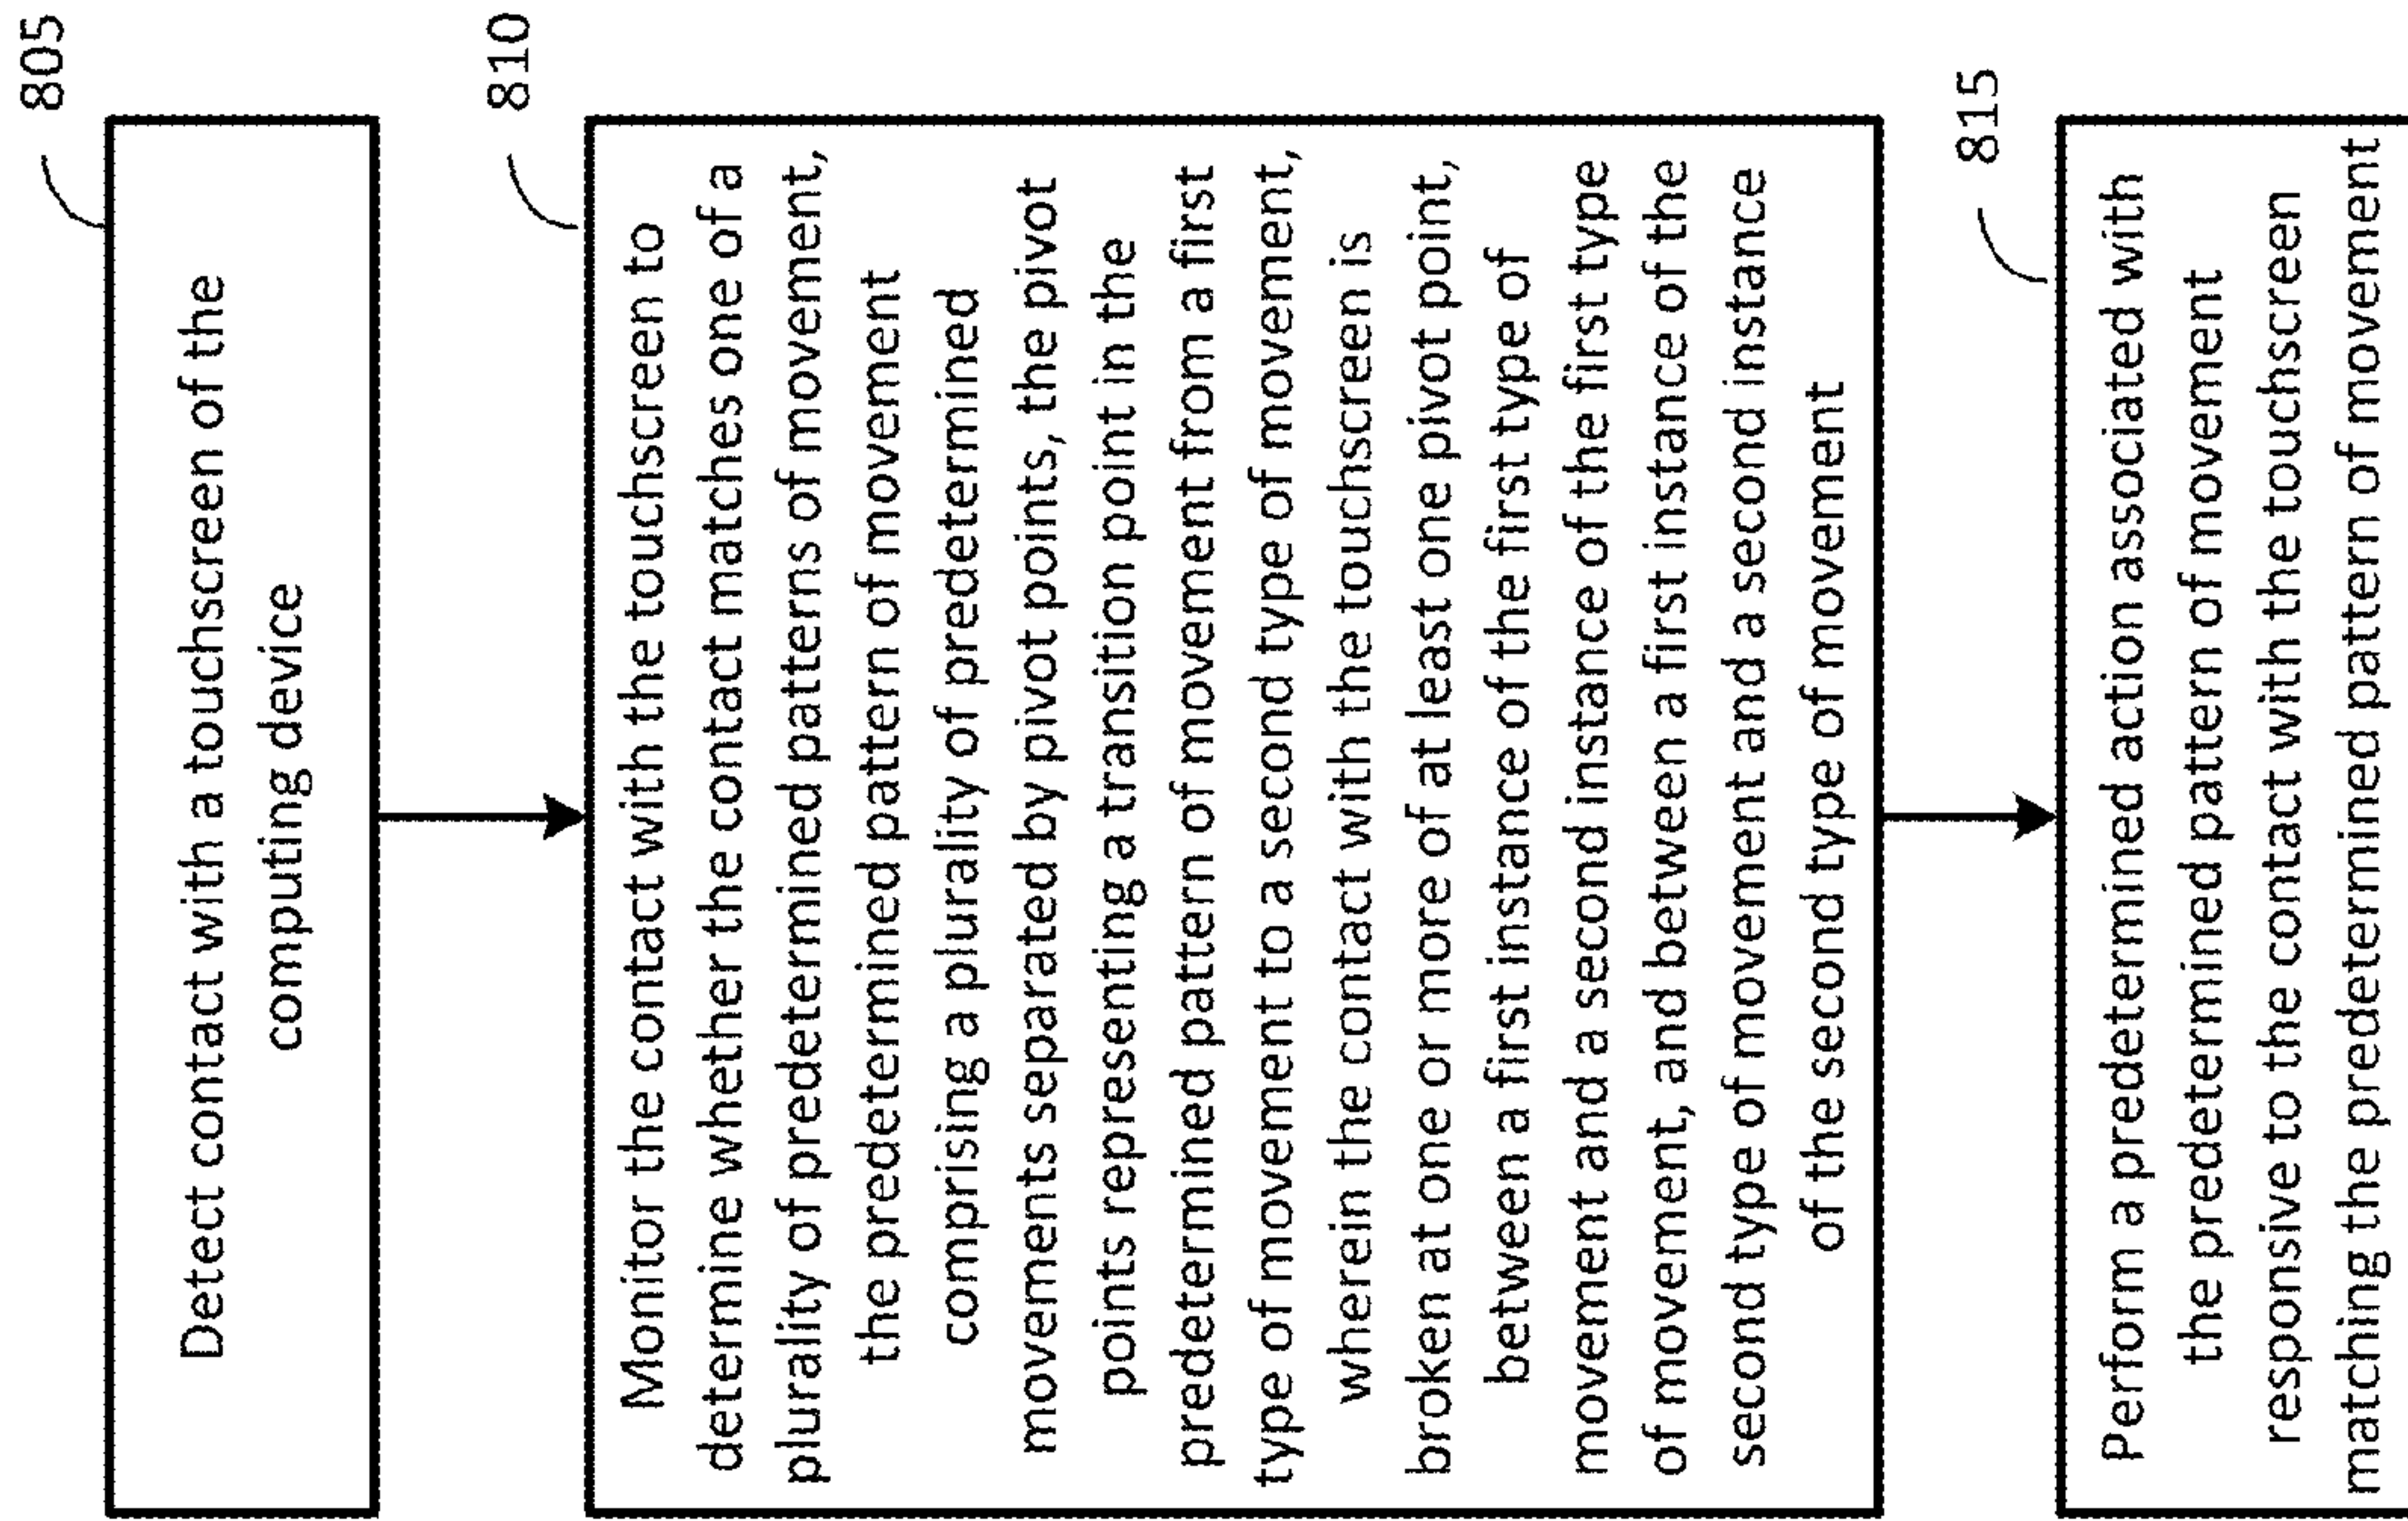 805
Detect contact with a touchscreen of the
computing device
810
Monitor the contact with the touchscreen to
determine whether the contact matches one of a
plurality of predetermined patterns of movement,
the predetermined pattern of movement
comprising a plurality of predetermined
movements separated by pivot points, the pivot
points representing a transition point in the
predetermined pattern of movement from a first
type of movement to a second type of movement,
wherein the contact with the touchscreen is
broken at one or more of at least one pivot point,
between a first instance of the first type of
movement and a second instance of the first type
of movement, and between a first instance of the
second type of movement and a second instance
of the second type of movement
815
Perform a predetermined action associated with
the predetermined pattern of movement
responsive to the contact with the touchscreen
matching the predetermined pattern of movement